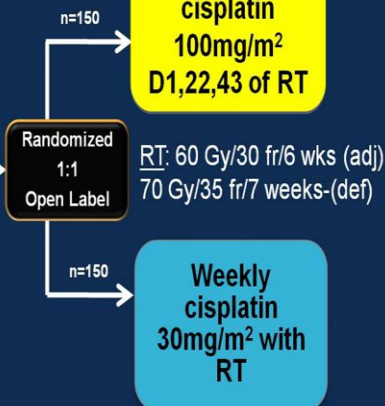 n=150
cisplatin
100mg/m²
D1,22,43 of RT
Randomized
1:1
Open Label
RT: 60 Gy/30 fr/6 wks (adj)
70 Gy/35 fr/7 weeks-(def)
n=150
Weekly
cisplatin
30mg/m² with
RT